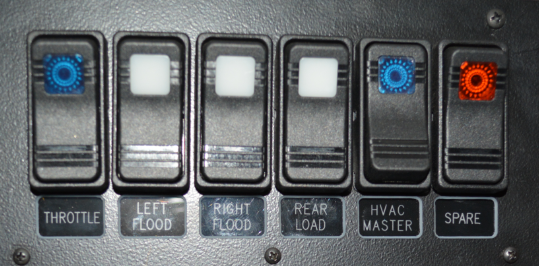 THROTTLE
LEFT
FLOOD
RIGHT
FLOOD
REAR
LOAD
HVAC
MASTER
SPARE